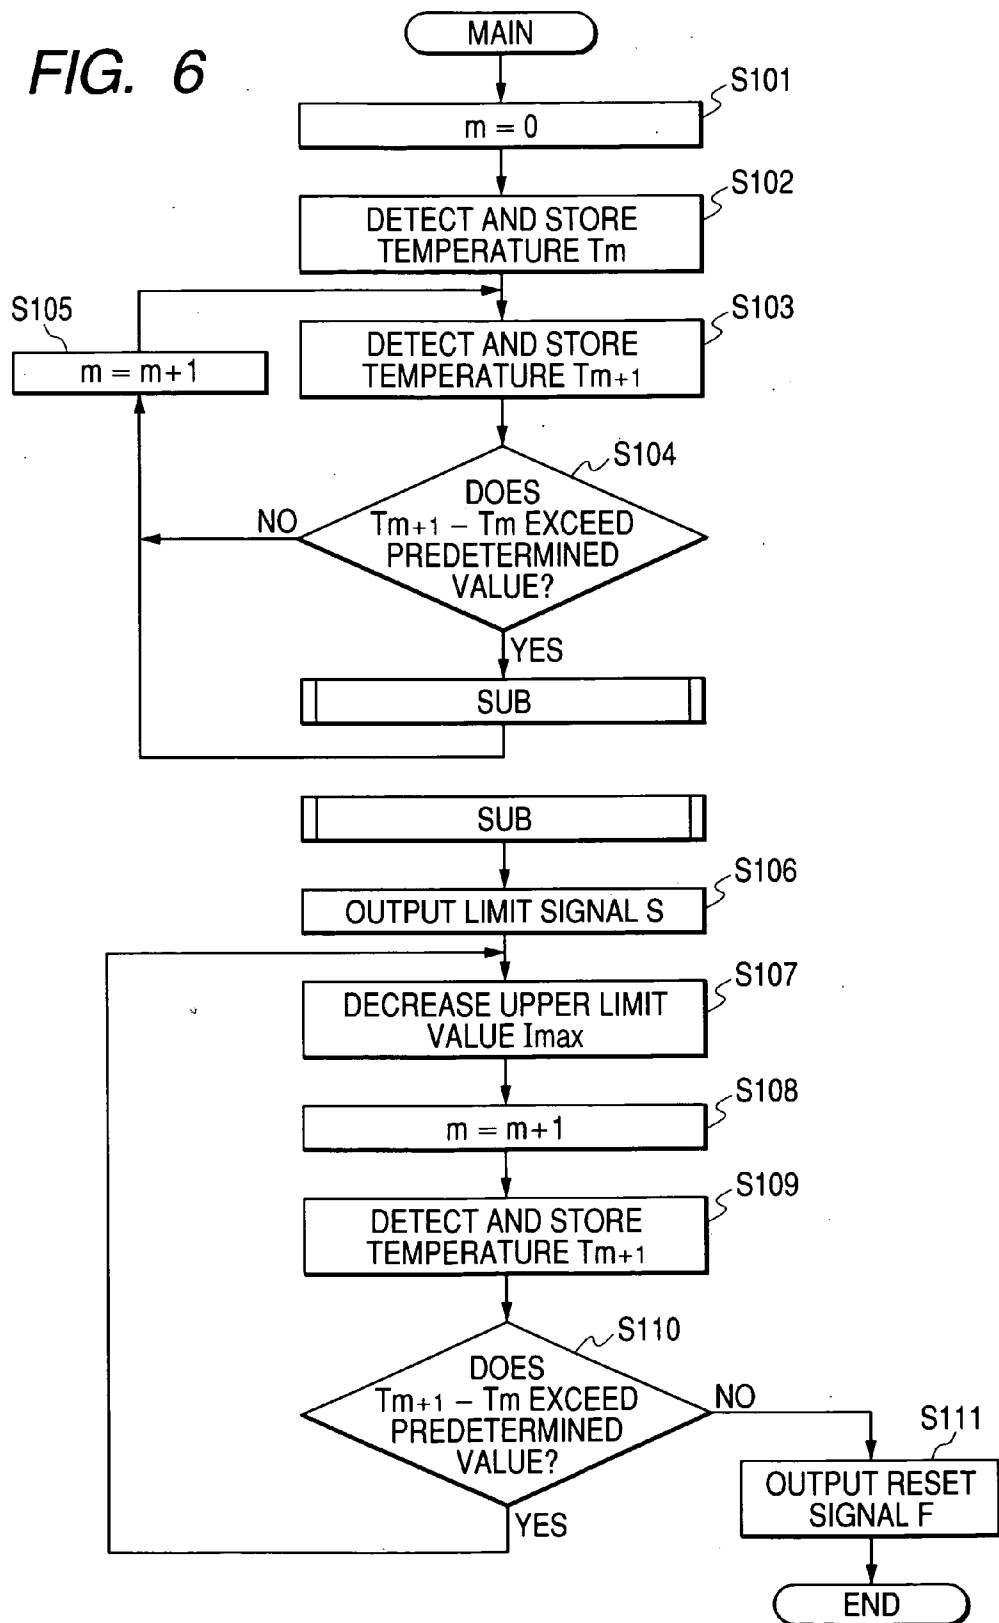 FIG. 6
MAIN
S101
m = 0
S102
DETECT AND STORE
TEMPERATURE Tm
S105
m = m+1
S103
DETECT AND STORE
TEMPERATURE Tm+1
S104
DOES
Tm+1 – Tm EXCEED
PREDETERMINED
VALUE?
NO
YES
SUB
SUB
S106
OUTPUT LIMIT SIGNAL S
S107
DECREASE UPPER LIMIT
VALUE Imax
S108
m = m+1
S109
DETECT AND STORE
TEMPERATURE Tm+1
S110
DOES
Tm+1 – Tm EXCEED
PREDETERMINED
VALUE?
NO
YES
S111
OUTPUT RESET
SIGNAL F
END